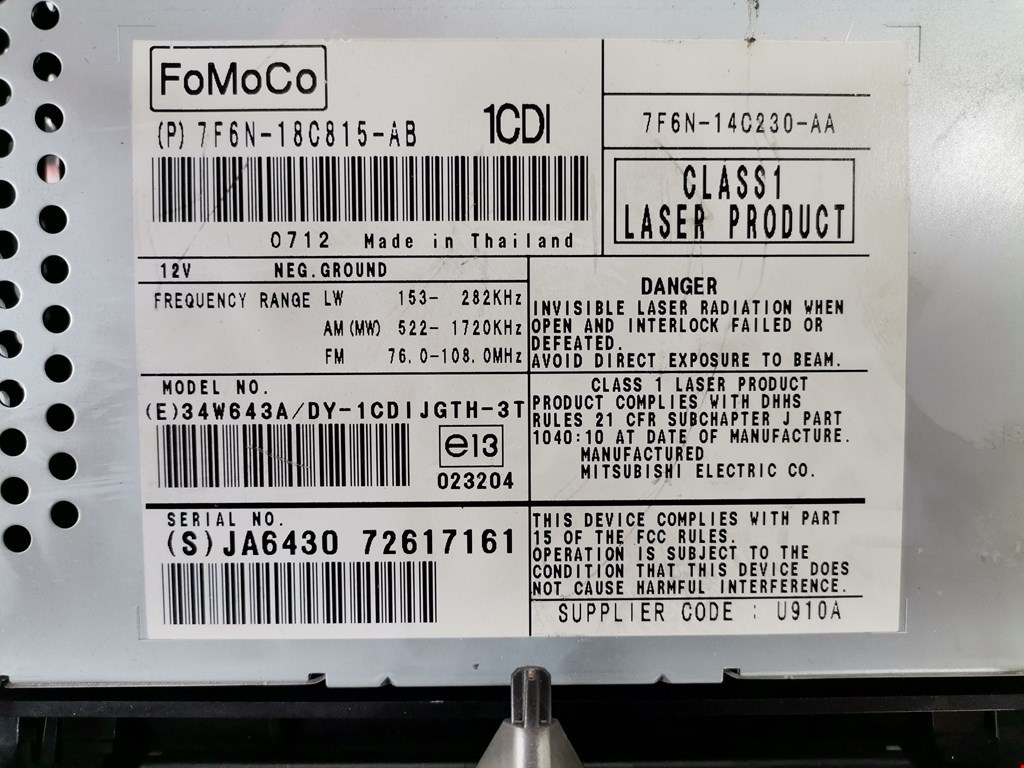 FoMoCo
(P) 7F6N-18C815-AB 1CDI
0712 Made in Thailand
7F6N-14C230-AA
CLASS1
LASER PRODUCT
12V NEG.GROUND
FREQUENCY RANGE LW 153- 282KHz
AM(MW) 522- 1720KHz
FM 76.0-108.0MHz
DANGER
INVISIBLE LASER RADIATION WHEN
OPEN AND INTERLOCK FAILED OR
DEFEATED.
AVOID DIRECT EXPOSURE TO BEAM.
MODEL NO.
(E)34W643A/DY-1CDIJGTH-3T
e13
023204
CLASS 1 LASER PRODUCT
PRODUCT COMPLIES WITH DHHS
RULES 21 CFR SUBCHAPTER J PART
1040:10 AT DATE OF MANUFACTURE.
MANUFACTURED
MITSUBISHI ELECTRIC CO.
SERIAL NO.
(S)JA6430 72617161
THIS DEVICE COMPLIES WITH PART
15 OF THE FCC RULES.
OPERATION IS SUBJECT TO THE
CONDITION THAT THIS DEVICE DOES
NOT CAUSE HARMFUL INTERFERENCE.
SUPPLIER CODE : U910A